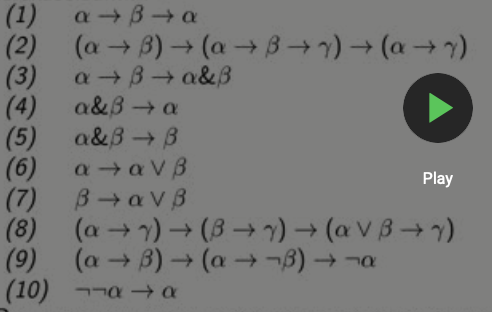 (1) α → β → α
(2) (α → β) → (α → β → γ) → (α → γ)
(3) α → β → α&β
(4) α&β → α
(5) α&β → β
(6) α → α ∨ β
(7) β → α ∨ β
(8) (α → γ) → (β → γ) → (α ∨ β → γ)
(9) (α → β) → (α → ¬β) → ¬α
(10) ¬¬α → α
Play